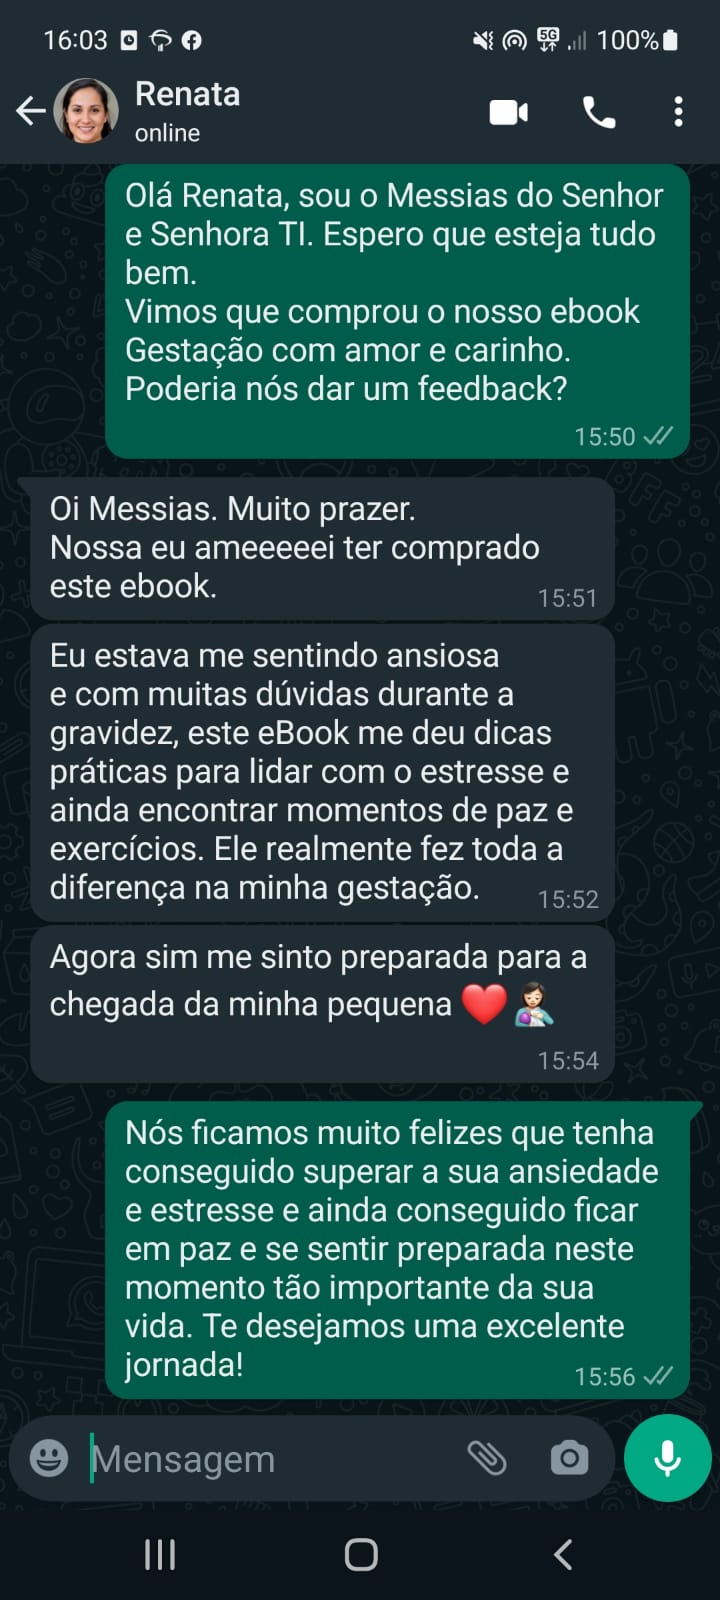 16:03
5G
100%
Renata
online
Olá Renata, sou o Messias do Senhor
e Senhora TI. Espero que esteja tudo
bem.
Vimos que comprou o nosso ebook
Gestação com amor e carinho.
Poderia nós dar um feedback?
15:50
Oi Messias. Muito prazer.
Nossa eu ameeeeei ter comprado
este ebook.
15:51
Eu estava me sentindo ansiosa
e com muitas dúvidas durante a
gravidez, este eBook me deu dicas
práticas para lidar com o estresse e
ainda encontrar momentos de paz e
exercícios. Ele realmente fez toda a
diferença na minha gestação.
15:52
Agora sim me sinto preparada para a
chegada da minha pequena ❤️🤱🏻
15:54
Nós ficamos muito felizes que tenha
conseguido superar a sua ansiedade
e estresse e ainda conseguido ficar
em paz e se sentir preparada neste
momento tão importante da sua
vida. Te desejamos uma excelente
jornada!
15:56
Mensagem